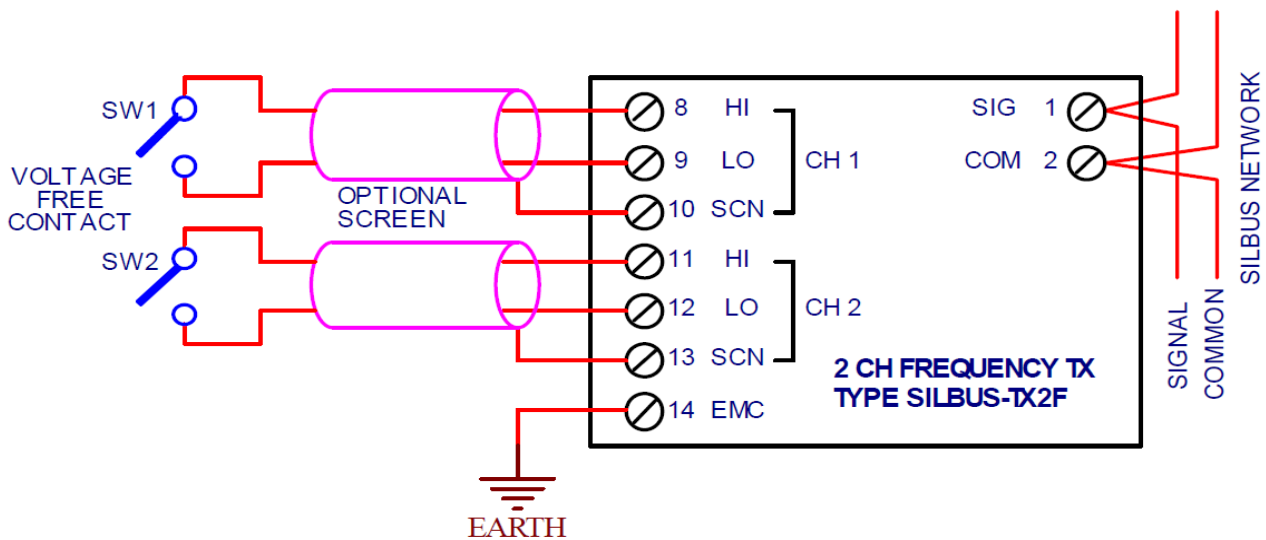 SW1
VOLTAGE
FREE
CONTACT
SW2
OPTIONAL
SCREEN
8 HI
9 LO
10 SCN
CH 1
11 HI
12 LO
13 SCN
CH 2
14 EMC
EARTH
SIG 1
COM 2
2 CH FREQUENCY TX
TYPE SILBUS-TX2F
SIGNAL
COMMON
SILBUS NETWORK